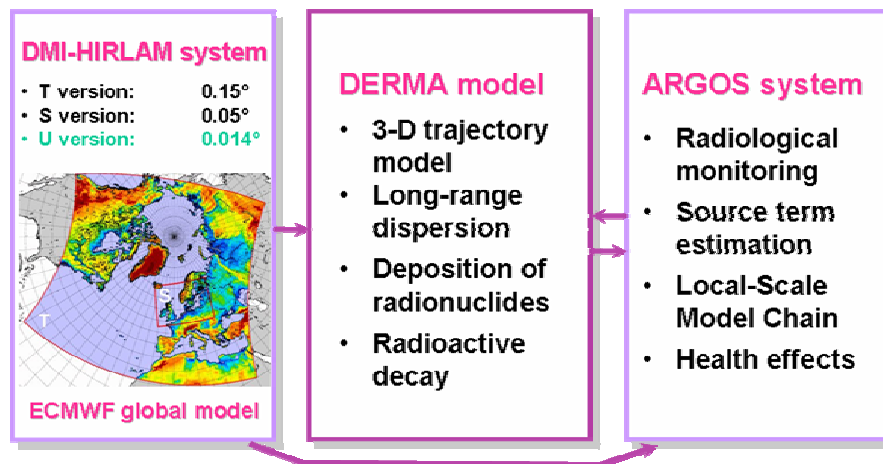 DMI-HIRLAM system
• T version: 0.15°
• S version: 0.05°
• U version: 0.014°
S
T
ECMWF global model
DERMA model
• 3-D trajectory
model
• Long-range
dispersion
• Deposition of
radionuclides
• Radioactive
decay
ARGOS system
• Radiological
monitoring
• Source term
estimation
• Local-Scale
Model Chain
• Health effects